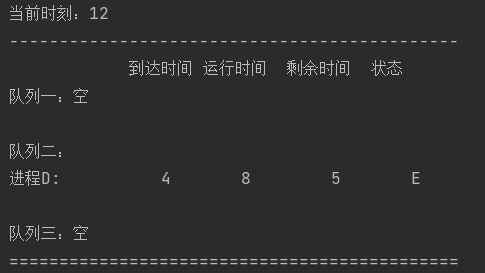 当前时刻：12
---------------------------------------------
到达时间 运行时间 剩余时间 状态
队列一：空
队列二：
进程D: 4 8 5 E
队列三：空
=============================================